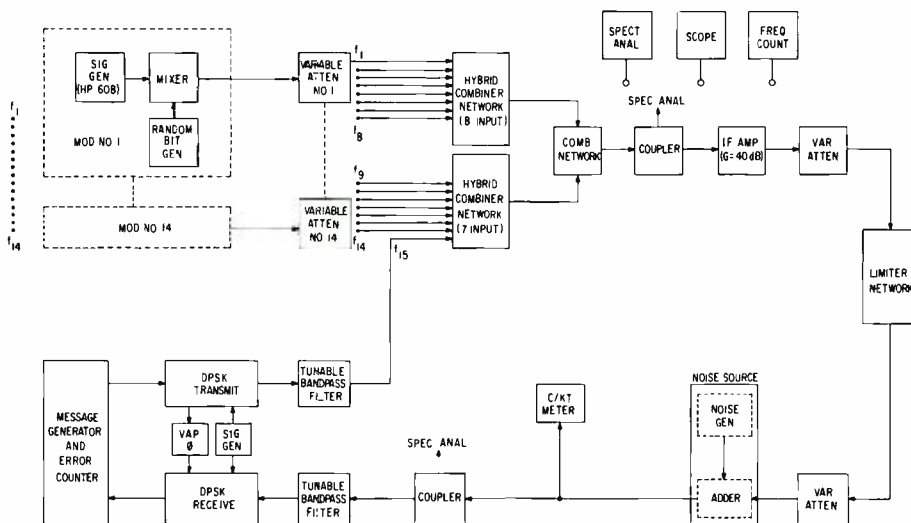 SIG
GEN
(HP 608)
MIXER
RANDOM
BIT
GEN
MOD NO 1
f1
f14
MOD NO 14
VARIABLE
ATTEN
NO 1
VARIABLE
ATTEN
NO 14
f1
f8
f9
f14
f15
HYBRID
COMBINER
NETWORK
(8 INPUT)
HYBRID
COMBINER
NETWORK
(7 INPUT)
COMB
NETWORK
SPECT
ANAL
SCOPE
FREQ
COUNT
SPEC ANAL
COUPLER
IF AMP
(G=40 dB)
VAR
ATTEN
LIMITER
NETWORK
MESSAGE
GENERATOR
AND
ERROR
COUNTER
DPSK
TRANSMIT
VAP
Ø
SIG
GEN
DPSK
RECEIVE
TUNABLE
BANDPASS
FILTER
TUNABLE
BANDPASS
FILTER
SPEC ANAL
COUPLER
C/KT
METER
NOISE SOURCE
NOISE
GEN
ADDER
VAR
ATTEN